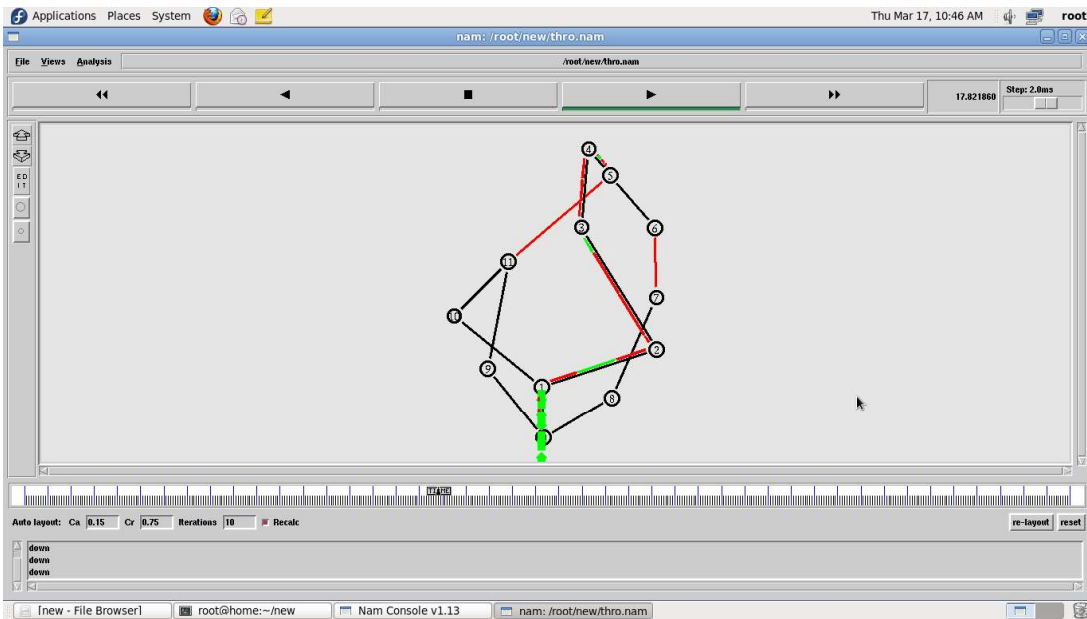 Applications Places System Thu Mar 17, 10:46 AM root
nam: /root/new/thro.nam
File Views Analysis /root/new/thro.nam
17.821860 Step: 2.0ms
ED
IT
4
5
3
6
11
7
10
2
9
1
8
TIME
Auto layout: Ca 0.15 Cr 0.75 Iterations 10 Recalc re-layout reset
down
down
down
[new - File Browser] root@home:~/new Nam Console v1.13 nam: /root/new/thro.nam